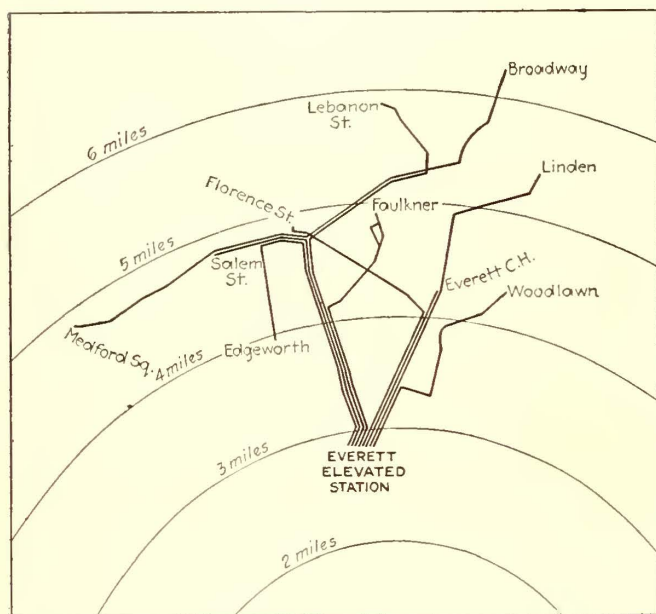 Broadway
Lebanon
St.
6 miles
Linden
Florence St.
Faulkner
5 miles
Salem
St.
Everett C.H.
Woodlawn
Medford Sq.
4 miles
Edgeworth
3 miles
EVERETT
ELEVATED
STATION
2 miles